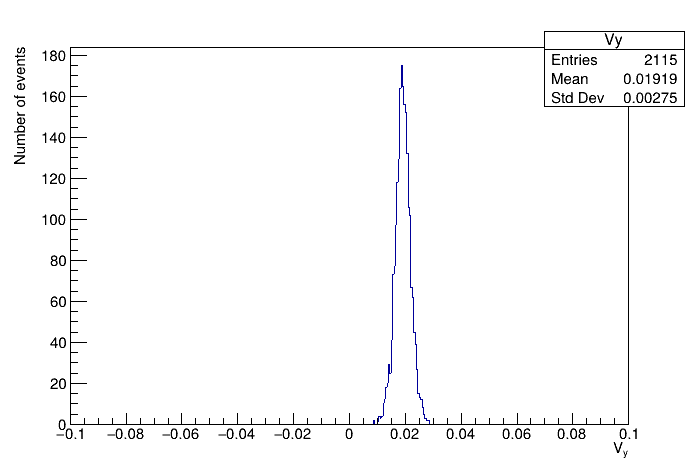 Vy
Entries 2115
Mean 0.01919
Std Dev 0.00275
Number of events
180
160
140
120
100
80
60
40
20
0
−0.1 −0.08 −0.06 −0.04 −0.02 0 0.02 0.04 0.06 0.08 0.1
Vy